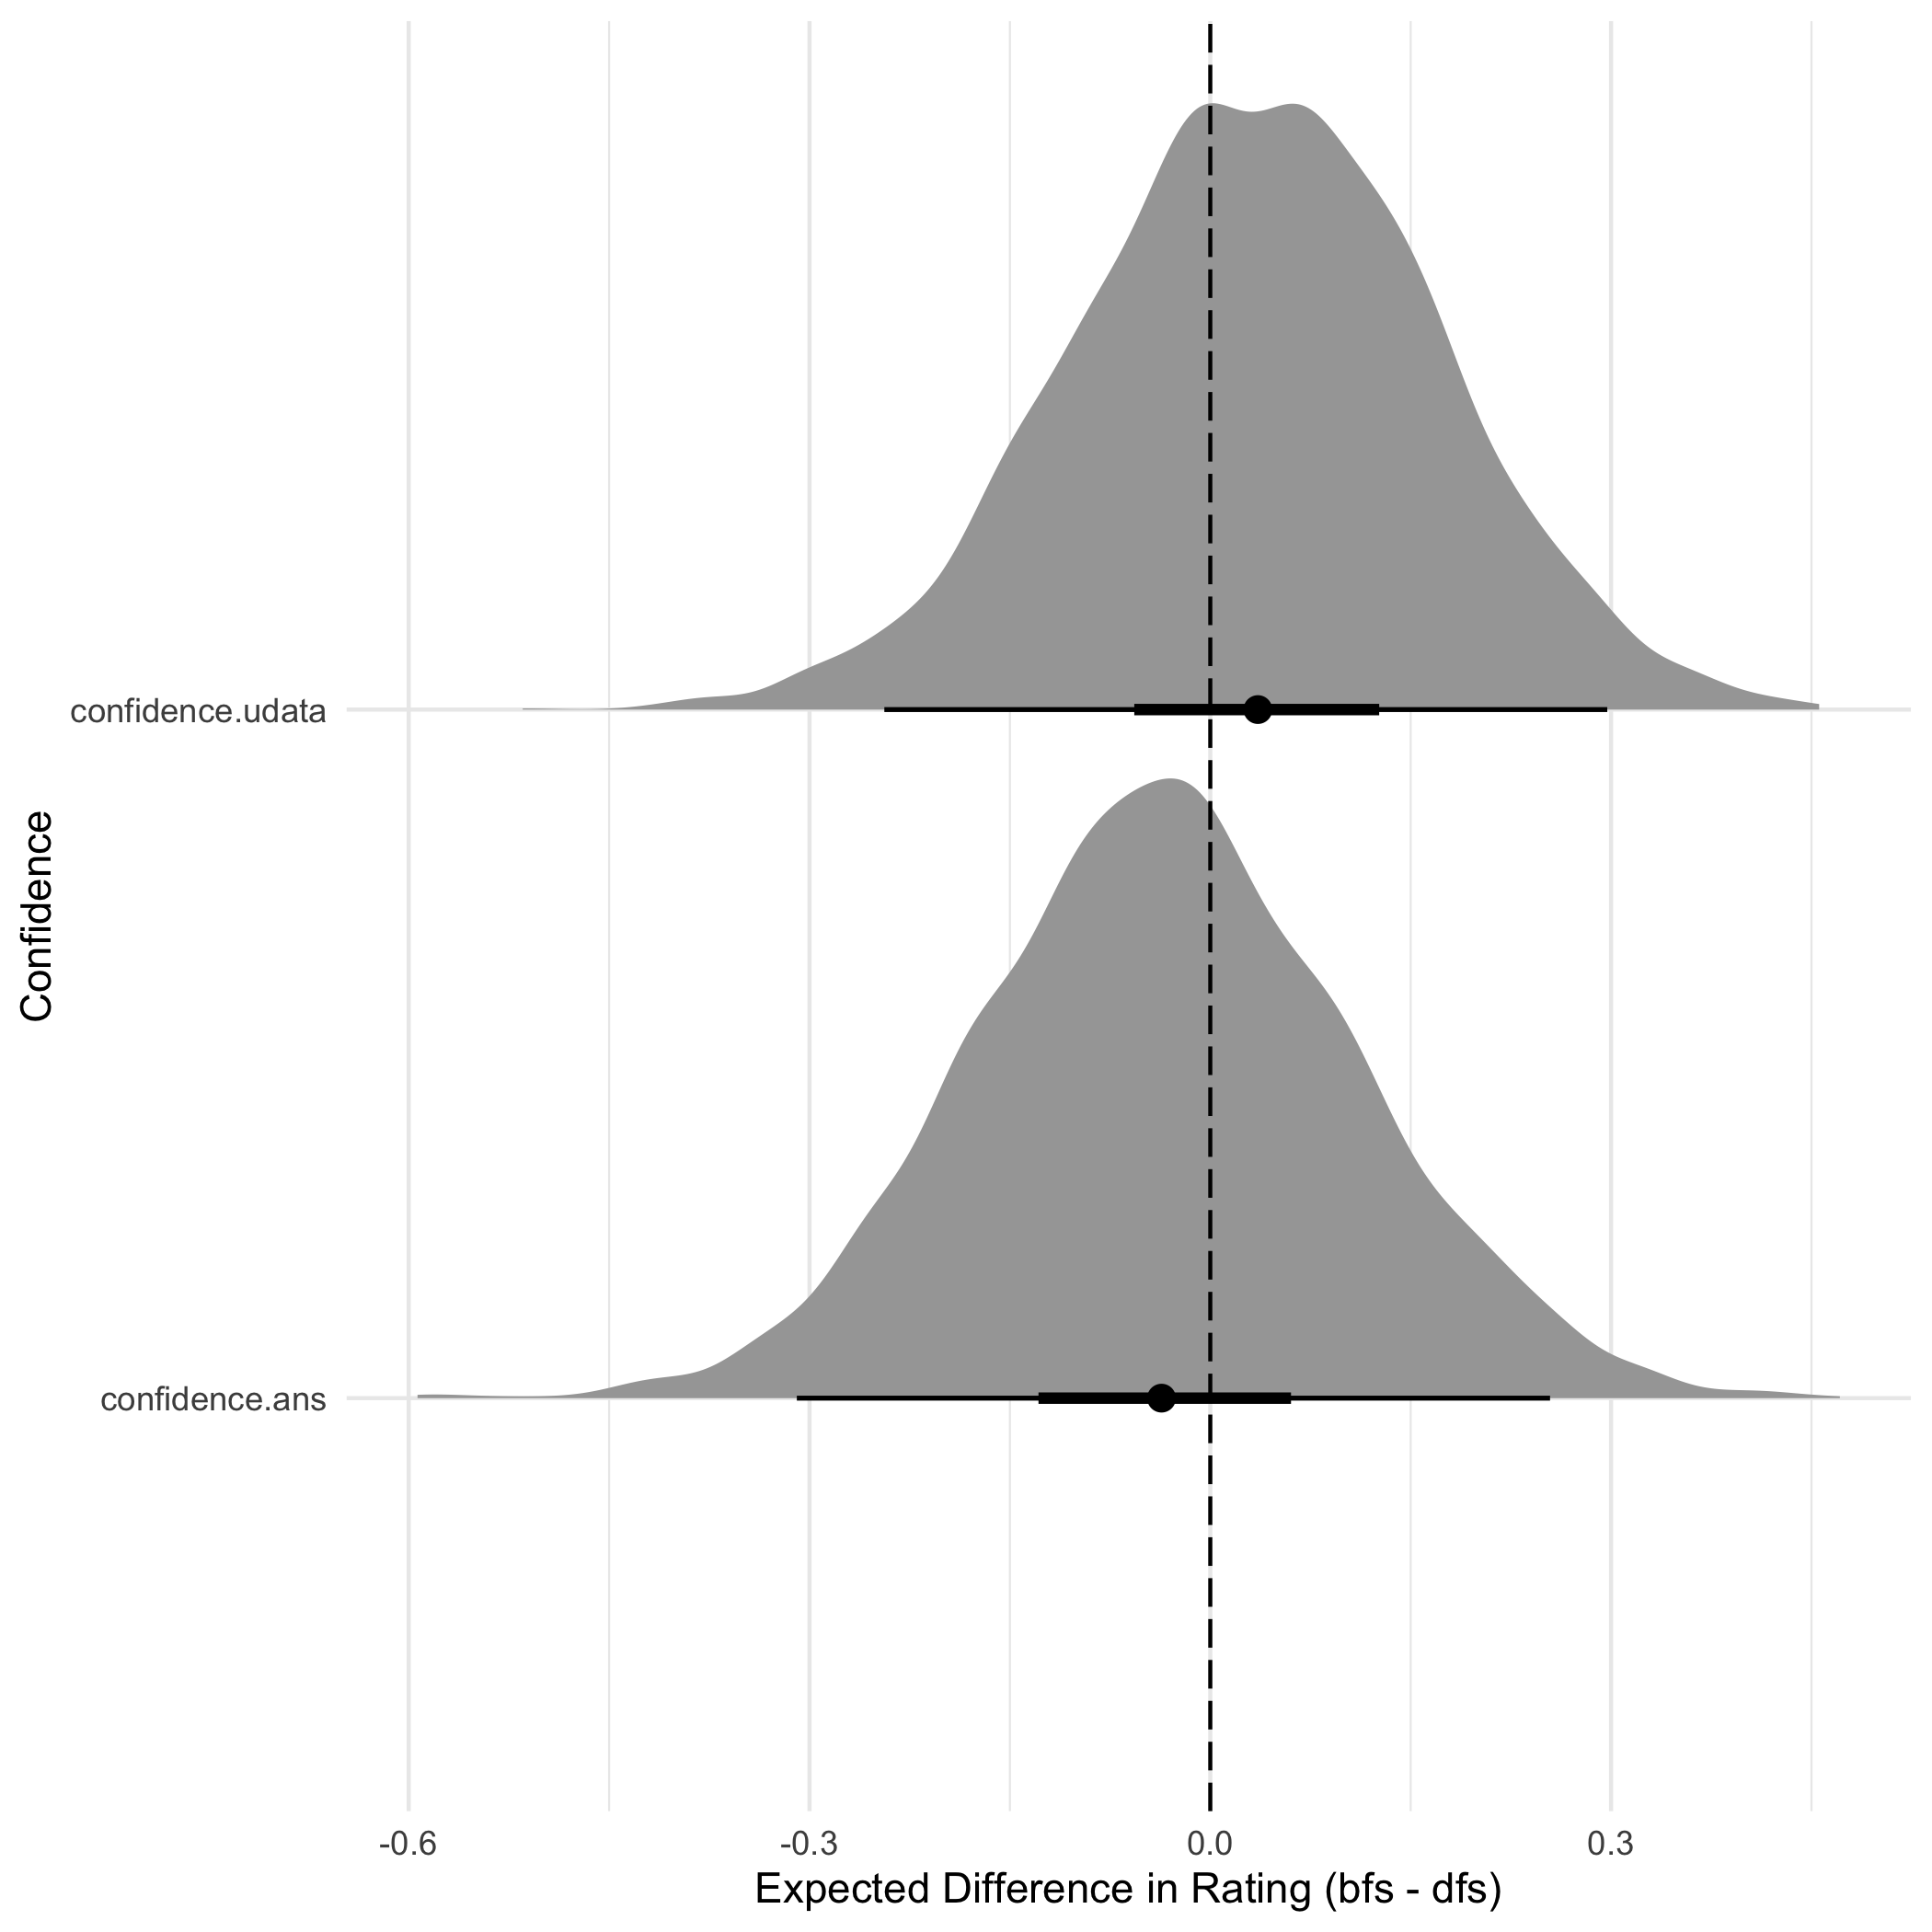 confidence.udata
Confidence
confidence.ans
-0.6
-0.3
0.0
0.3
Expected Difference in Rating (bfs - dfs)